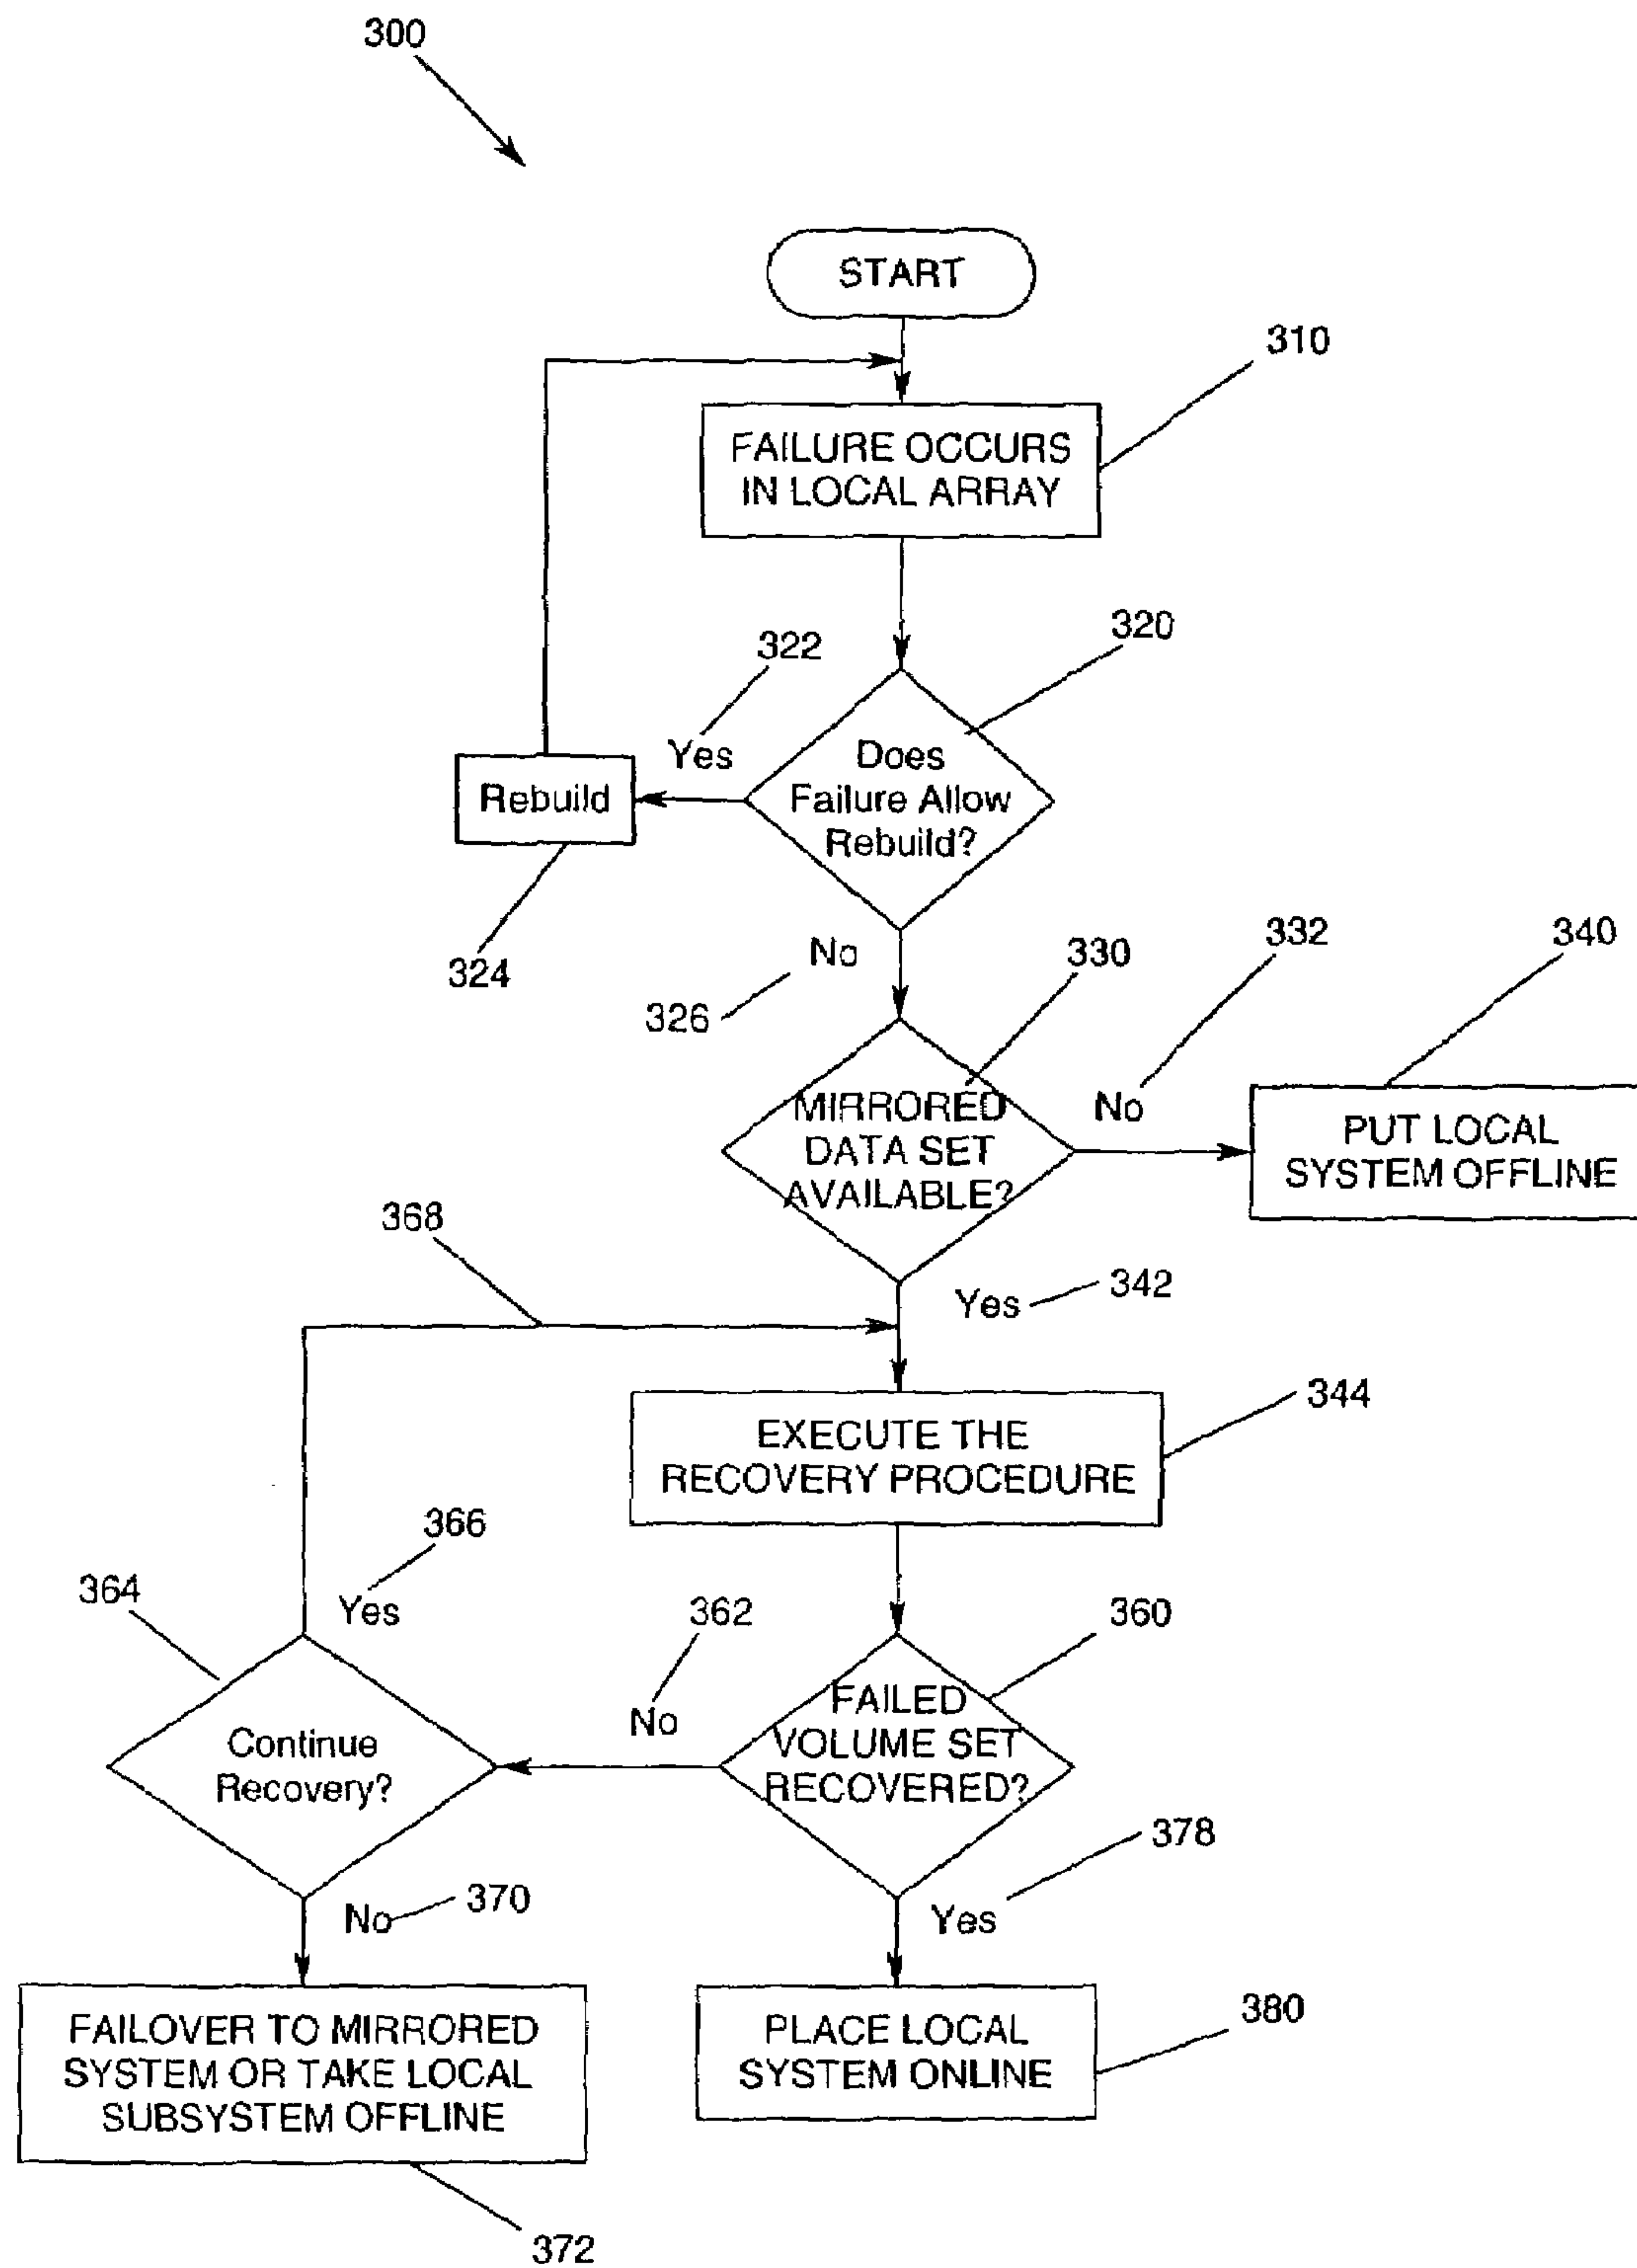 300
START
310
FAILURE OCCURS
IN LOCAL ARRAY
320
322
Yes
Does
Failure Allow
Rebuild?
Rebuild
324
No
326
330
332
340
MIRRORED
DATA SET
AVAILABLE?
No
PUT LOCAL
SYSTEM OFFLINE
368
Yes
342
344
EXECUTE THE
RECOVERY PROCEDURE
366
364
Yes
362
360
No
FAILED
VOLUME SET
RECOVERED?
Continue
Recovery?
378
370
No
Yes
380
FAILOVER TO MIRRORED
SYSTEM OR TAKE LOCAL
SUBSYSTEM OFFLINE
PLACE LOCAL
SYSTEM ONLINE
372